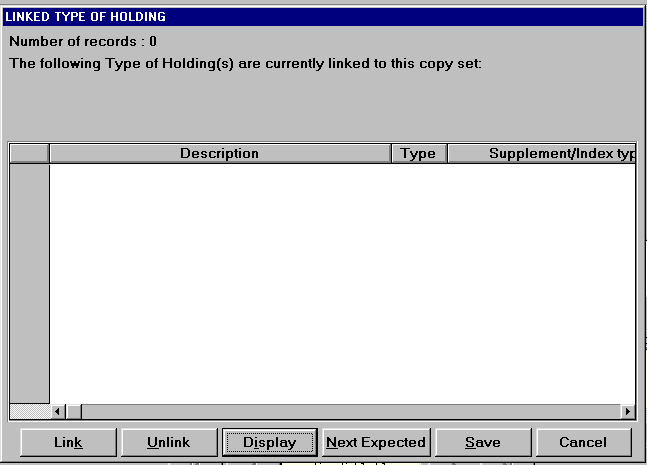 LINKED TYPE OF HOLDING
Number of records : 0
The following Type of Holding(s) are currently linked to this copy set:
Description Type Supplement/Index typ
Link Unlink Display Next Expected Save Cancel